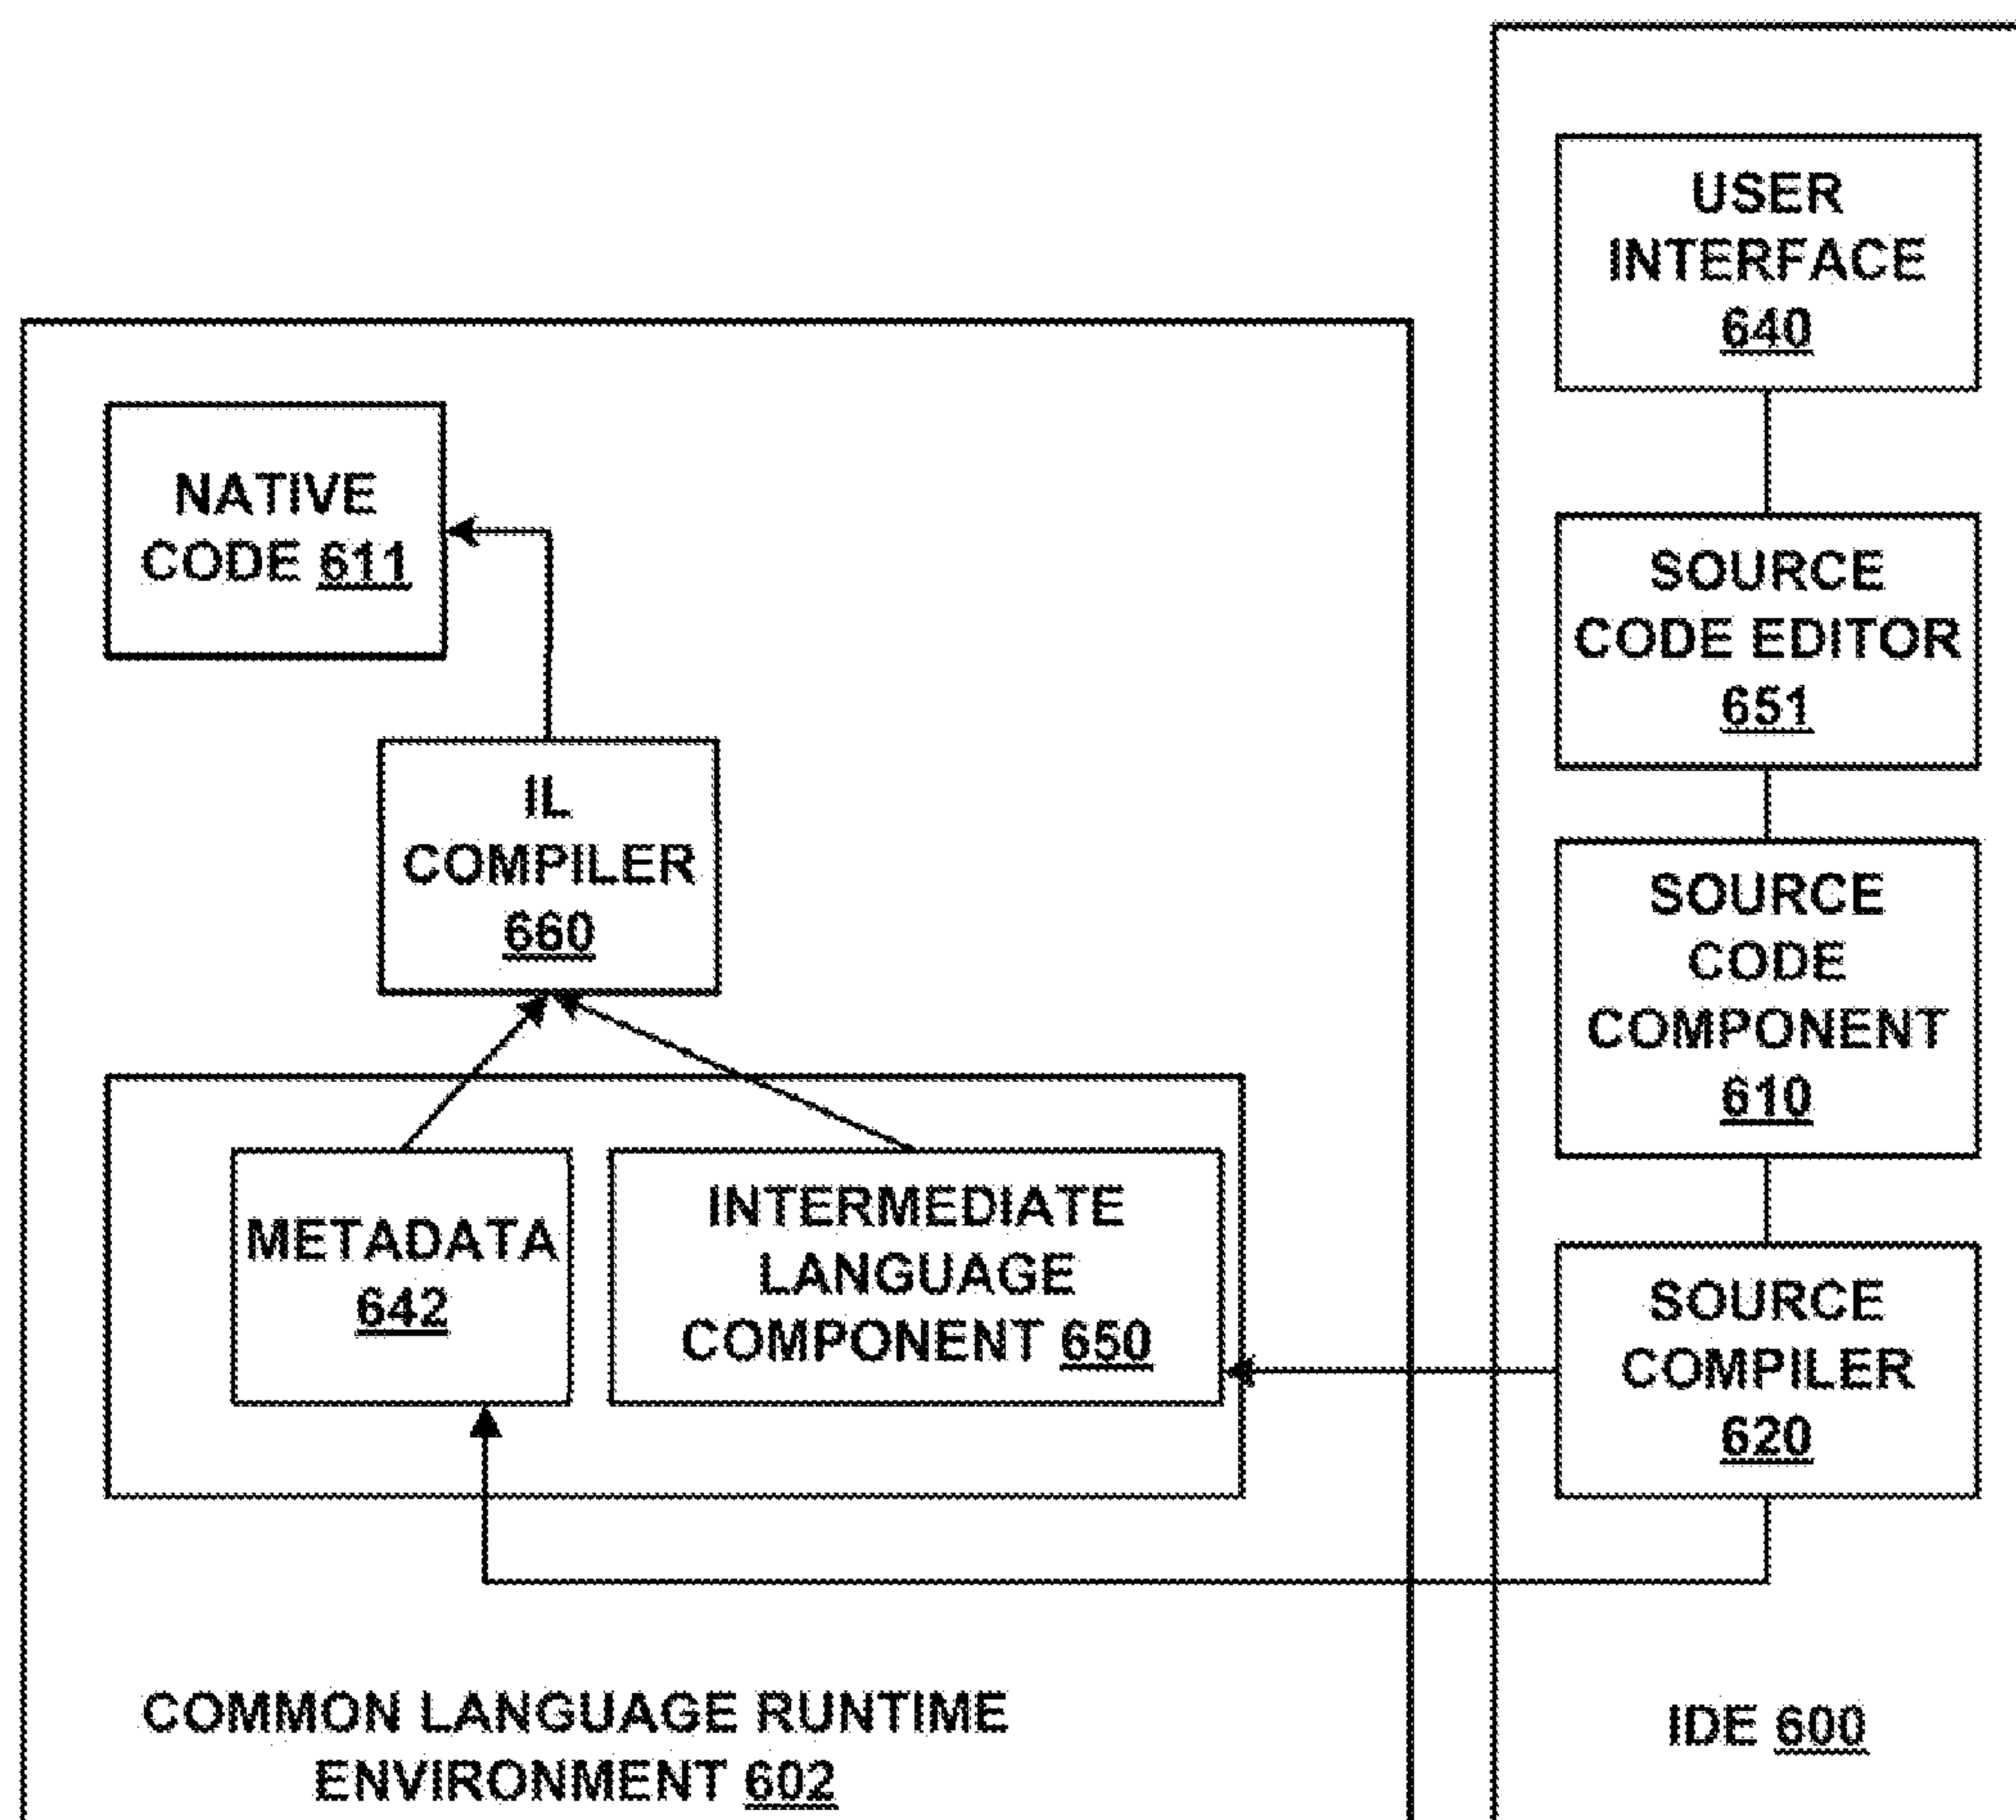 USER
INTERFACE
640
NATIVE
CODE 611
SOURCE
CODE EDITOR
651
IL
COMPILER
660
SOURCE
CODE
COMPONENT
610
METADATA
642
INTERMEDIATE
LANGUAGE
COMPONENT 650
SOURCE
COMPILER
620
COMMON LANGUAGE RUNTIME
ENVIRONMENT 602
IDE 600